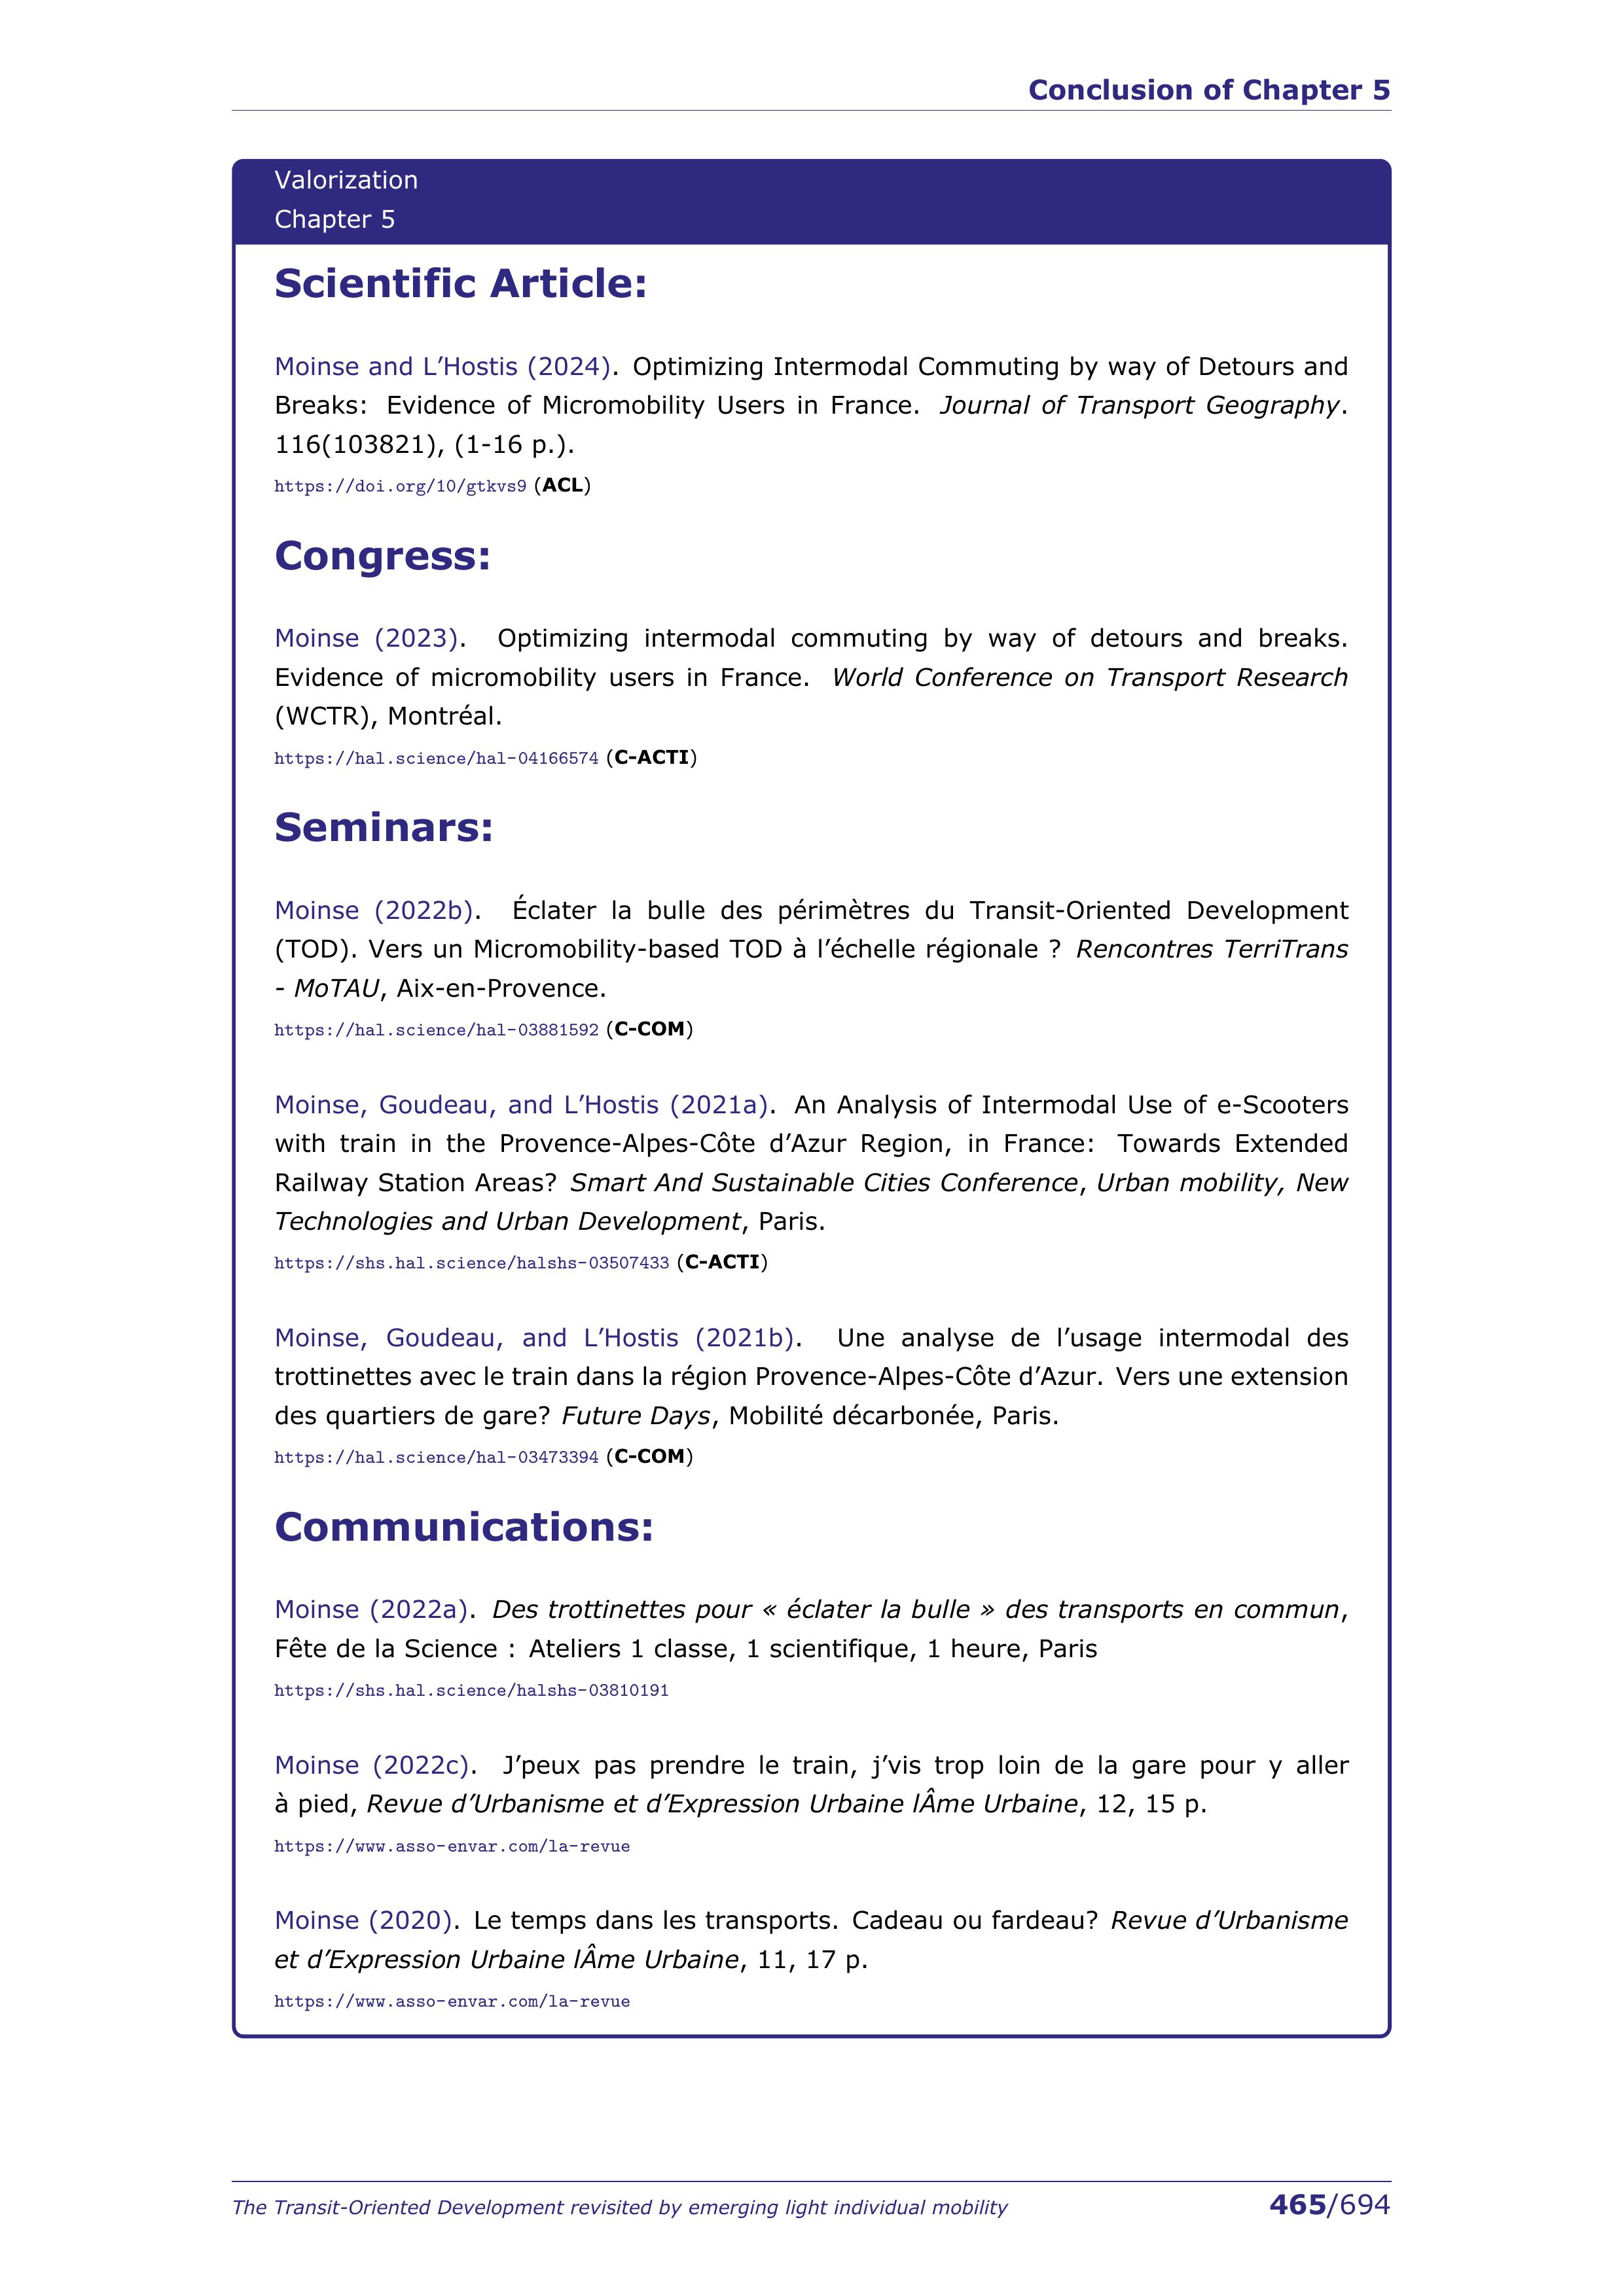 Conclusion of Chapter 5
Valorization
Chapter 5
Scientific Article:
Moinse and L’Hostis (2024). Optimizing Intermodal Commuting by way of Detours and
Breaks: Evidence of Micromobility Users in France. Journal of Transport Geography.
116(103821), (1-16 p.).
https://doi.org/10/gtkvs9 (ACL)
Congress:
Moinse (2023). Optimizing intermodal commuting by way of detours and breaks.
Evidence of micromobility users in France. World Conference on Transport Research
(WCTR), Montréal.
https://hal.science/hal-04166574 (C-ACTI)
Seminars:
Moinse (2022b). Éclater la bulle des périmètres du Transit-Oriented Development
(TOD). Vers un Micromobility-based TOD à l’échelle régionale ? Rencontres TerriTrans
- MoTAU, Aix-en-Provence.
https://hal.science/hal-03881592 (C-COM)
Moinse, Goudeau, and L’Hostis (2021a). An Analysis of Intermodal Use of e-Scooters
with train in the Provence-Alpes-Côte d’Azur Region, in France: Towards Extended
Railway Station Areas? Smart And Sustainable Cities Conference, Urban mobility, New
Technologies and Urban Development, Paris.
https://shs.hal.science/halshs-03507433 (C-ACTI)
Moinse, Goudeau, and L’Hostis (2021b). Une analyse de l’usage intermodal des
trottinettes avec le train dans la région Provence-Alpes-Côte d’Azur. Vers une extension
des quartiers de gare? Future Days, Mobilité décarbonée, Paris.
https://hal.science/hal-03473394 (C-COM)
Communications:
Moinse (2022a). Des trottinettes pour « éclater la bulle » des transports en commun,
Fête de la Science : Ateliers 1 classe, 1 scientifique, 1 heure, Paris
https://shs.hal.science/halshs-03810191
Moinse (2022c). J’peux pas prendre le train, j’vis trop loin de la gare pour y aller
à pied, Revue d’Urbanisme et d’Expression Urbaine lÂme Urbaine, 12, 15 p.
https://www.asso-envar.com/la-revue
Moinse (2020). Le temps dans les transports. Cadeau ou fardeau? Revue d’Urbanisme
et d’Expression Urbaine lÂme Urbaine, 11, 17 p.
https://www.asso-envar.com/la-revue
The Transit-Oriented Development revisited by emerging light individual mobility
465/694